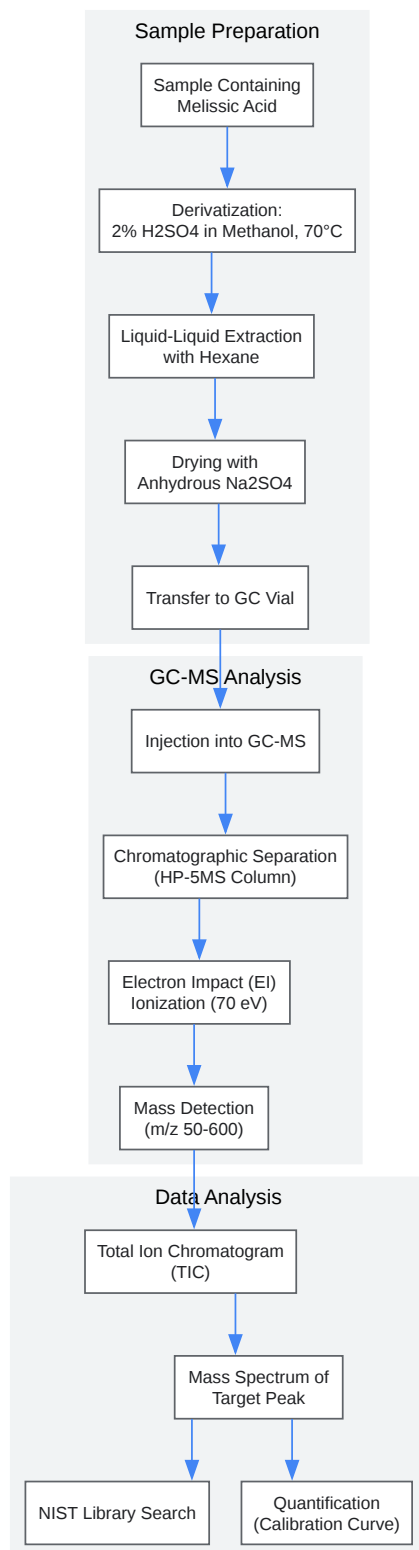 Sample Preparation
Sample Containing
Melissic Acid
Derivatization:
2% H2SO4 in Methanol, 70°C
Liquid-Liquid Extraction
with Hexane
Drying with
Anhydrous Na2SO4
Transfer to GC Vial
GC-MS Analysis
Injection into GC-MS
Chromatographic Separation
(HP-5MS Column)
Electron Impact (EI)
Ionization (70 eV)
Mass Detection
(m/z 50-600)
Data Analysis
Total Ion Chromatogram
(TIC)
Mass Spectrum of
Target Peak
NIST Library Search
Quantification
(Calibration Curve)